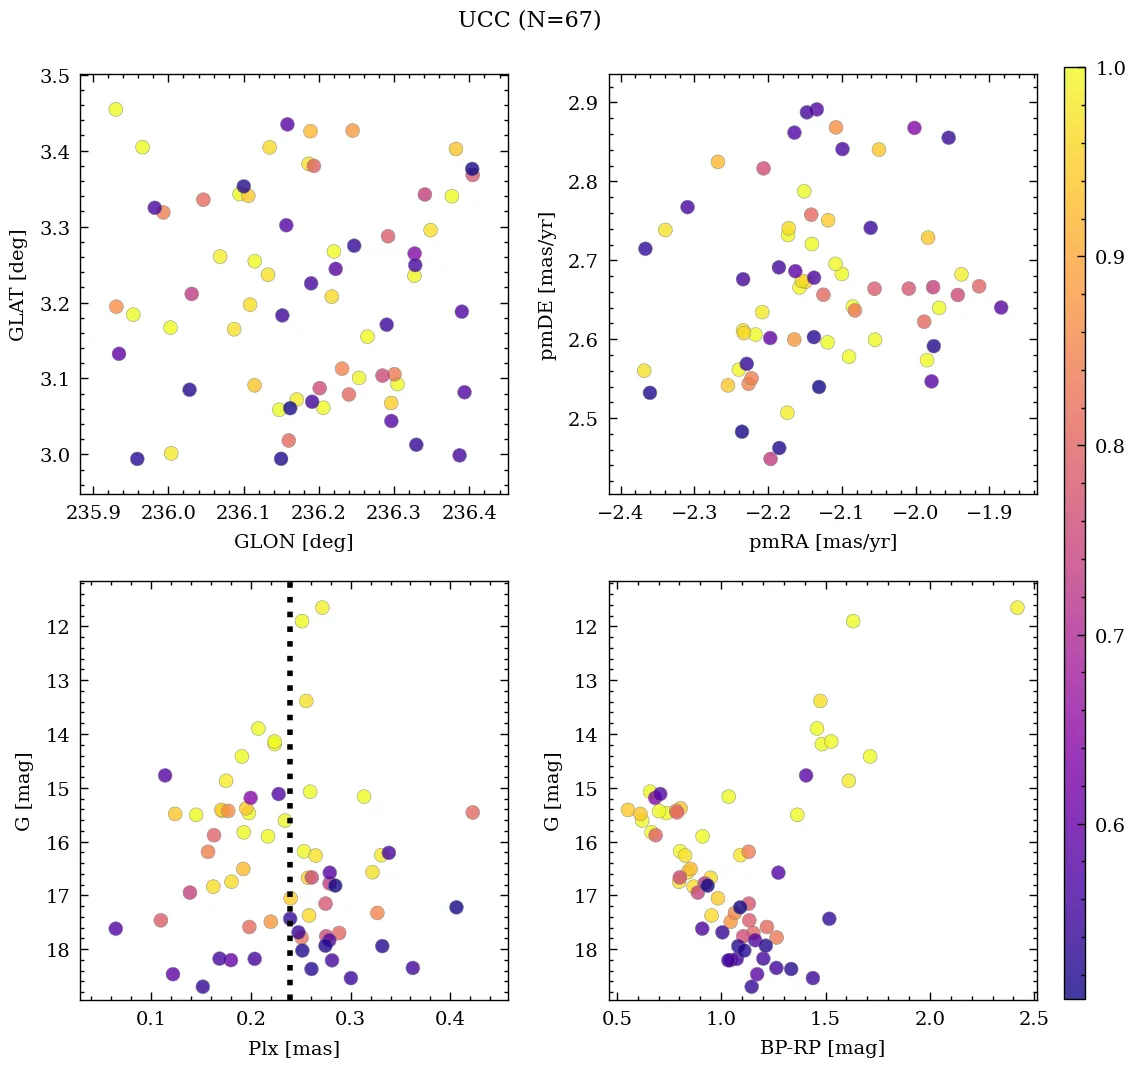 UCC (N=67)
3.5
3.4
3.3
3.2
3.1
3.0
GLAT [deg]
235.9 236.0 236.1 236.2 236.3 236.4
GLON [deg]
2.9
2.8
2.7
2.6
2.5
pmDE [mas/yr]
−2.4 −2.3 −2.2 −2.1 −2.0 −1.9
pmRA [mas/yr]
12
13
14
15
16
17
18
G [mag]
0.1 0.2 0.3 0.4
Plx [mas]
12
13
14
15
16
17
18
G [mag]
0.5 1.0 1.5 2.0 2.5
BP-RP [mag]
1.0
0.9
0.8
0.7
0.6